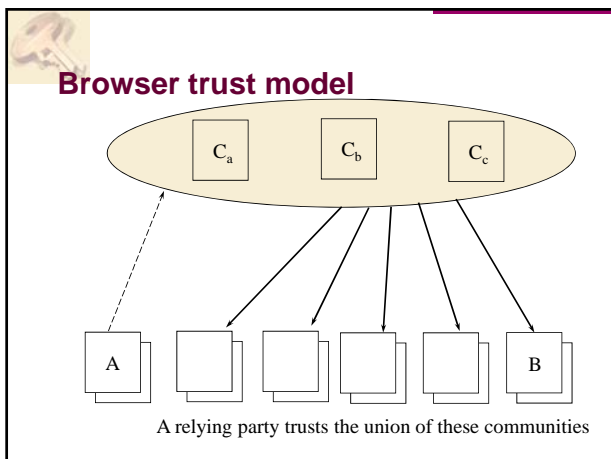 Browser trust model
Ca Cb Cc
A B
A relying party trusts the union of these communities